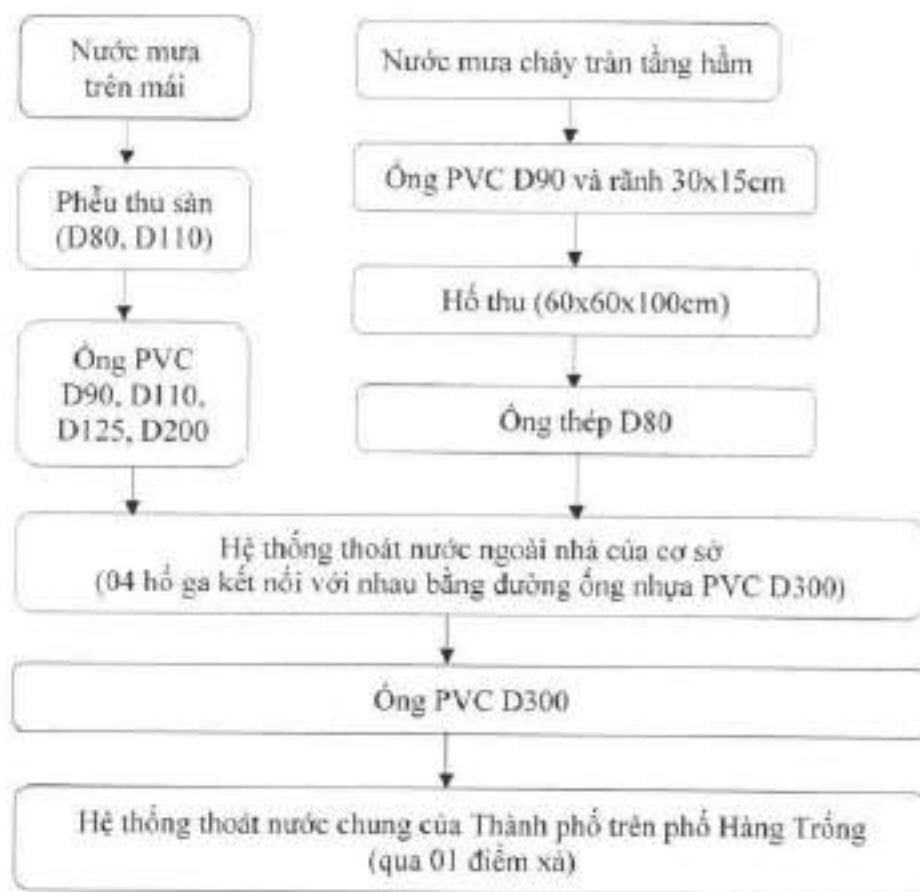 Nước mưa
trên mái
Phễu thu sàn
(D80, D110)
Ống PVC
D90, D110,
D125, D200
Nước mưa chảy tràn tầng hầm
Ống PVC D90 và rãnh 30x15cm
Hố thu (60x60x100cm)
Ống thép D80
Hệ thống thoát nước ngoài nhà của cơ sở
(04 hố ga kết nối với nhau bằng đường ống nhựa PVC D300)
Ống PVC D300
Hệ thống thoát nước chung của Thành phố trên phố Hàng Trống
(qua 01 điểm xả)